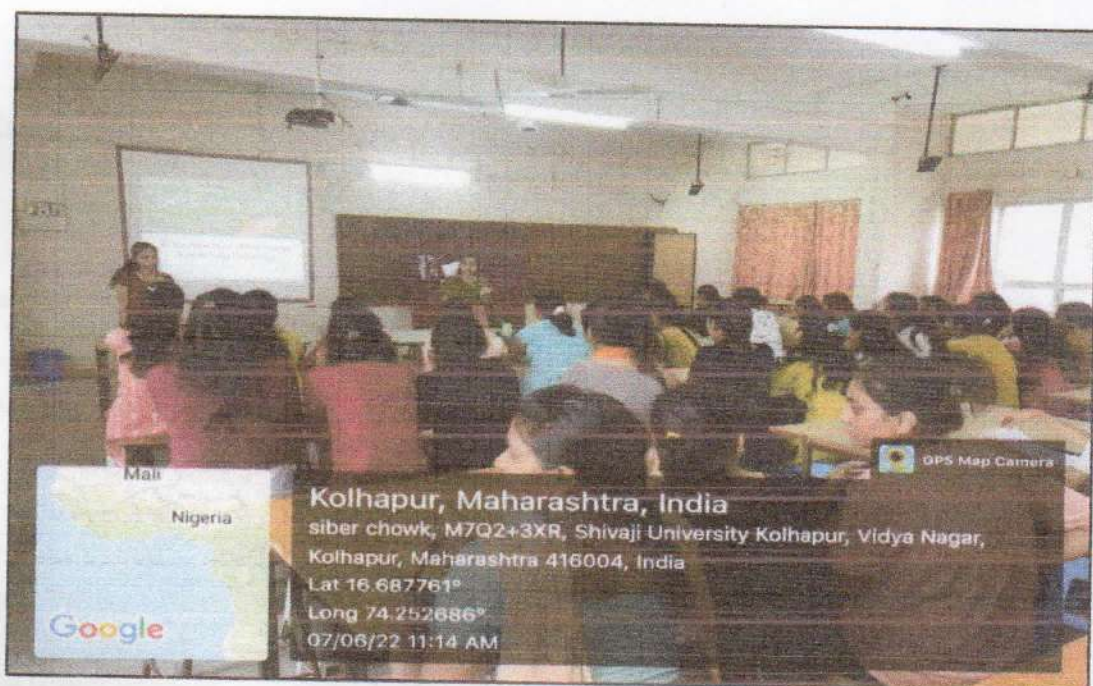 GPS Map Camera
Mali
Nigeria
Google
Kolhapur, Maharashtra, India
siber chowk, M7Q2+3XR, Shivaji University Kolhapur, Vidya Nagar,
Kolhapur, Maharashtra 416004, India
Lat 16.687761°
Long 74.252686°
07/06/22 11:14 AM